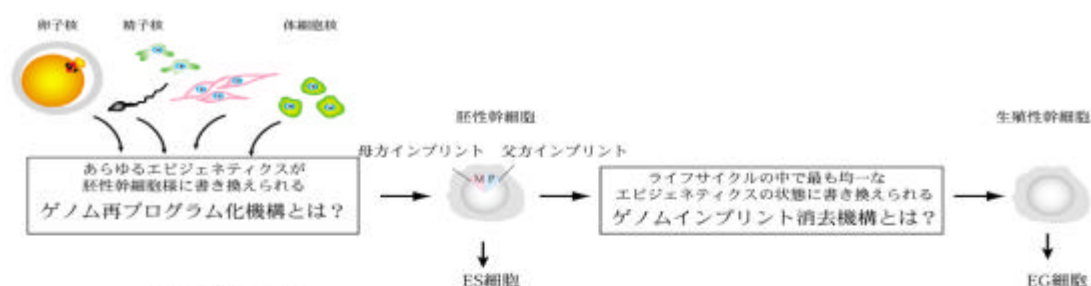 卵子核
精子核
体細胞核
あらゆるエピジェネティクスが
胚性幹細胞様に書き換えられる
ゲノム再プログラム化機構とは？
胚性幹細胞
母方インプリント
父方インプリント
M P
ES細胞
ライフサイクルの中で最も均一な
エピジェネティクスの状態に書き換えられる
ゲノムインプリント消去機構とは？
生殖性幹細胞
EG細胞